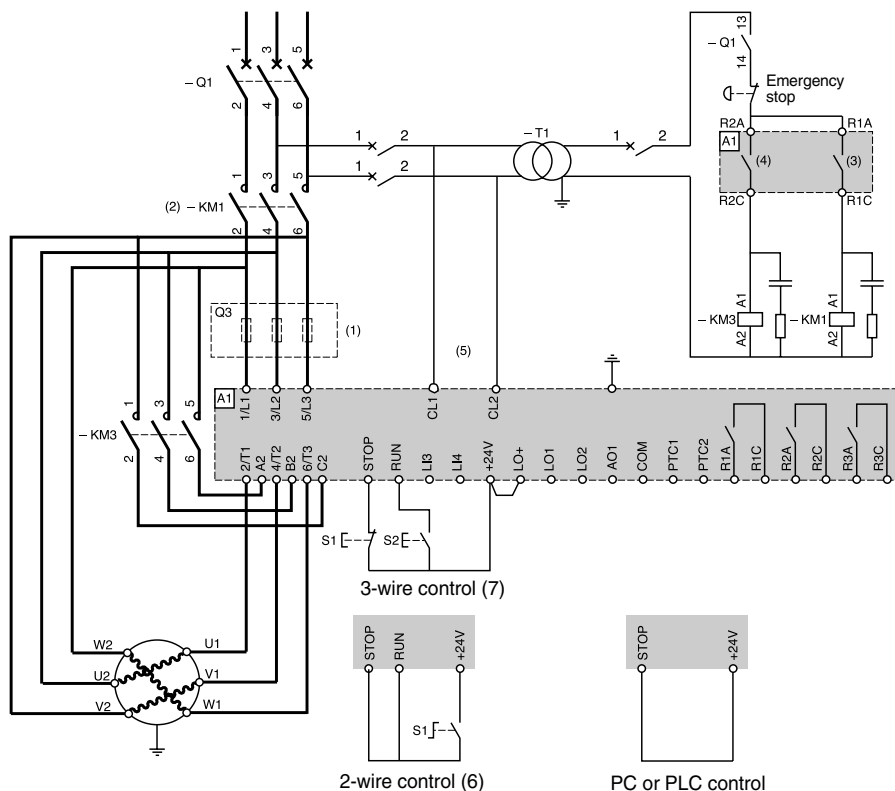 1 3 5
– Q1
2 4 6
13
– Q1
14
Emergency
stop
1 2
– T1
1 2
1 2
R2A R1A
A1
(4) (3)
R2C R1C
1 3 5
(2) – KM1
2 4 6
Q3
(1)
(5)
A1 A1
– KM3 – KM1
A2 A2
A1
1/L1 3/L2 5/L3 CL1 CL2
1 3 5
– KM3
2 4 6
2/T1 A2 4/T2 B2 6/T3 C2 STOP RUN LI3 LI4 +24V LO+ LO1 LO2 AO1 COM PTC1 PTC2 R1A R1C R2A R2C R3A R3C
S1 S2
3-wire control (7)
STOP RUN +24V
S1
2-wire control (6)
STOP +24V
PC or PLC control
W2 U1
U2 V1
V2 W1